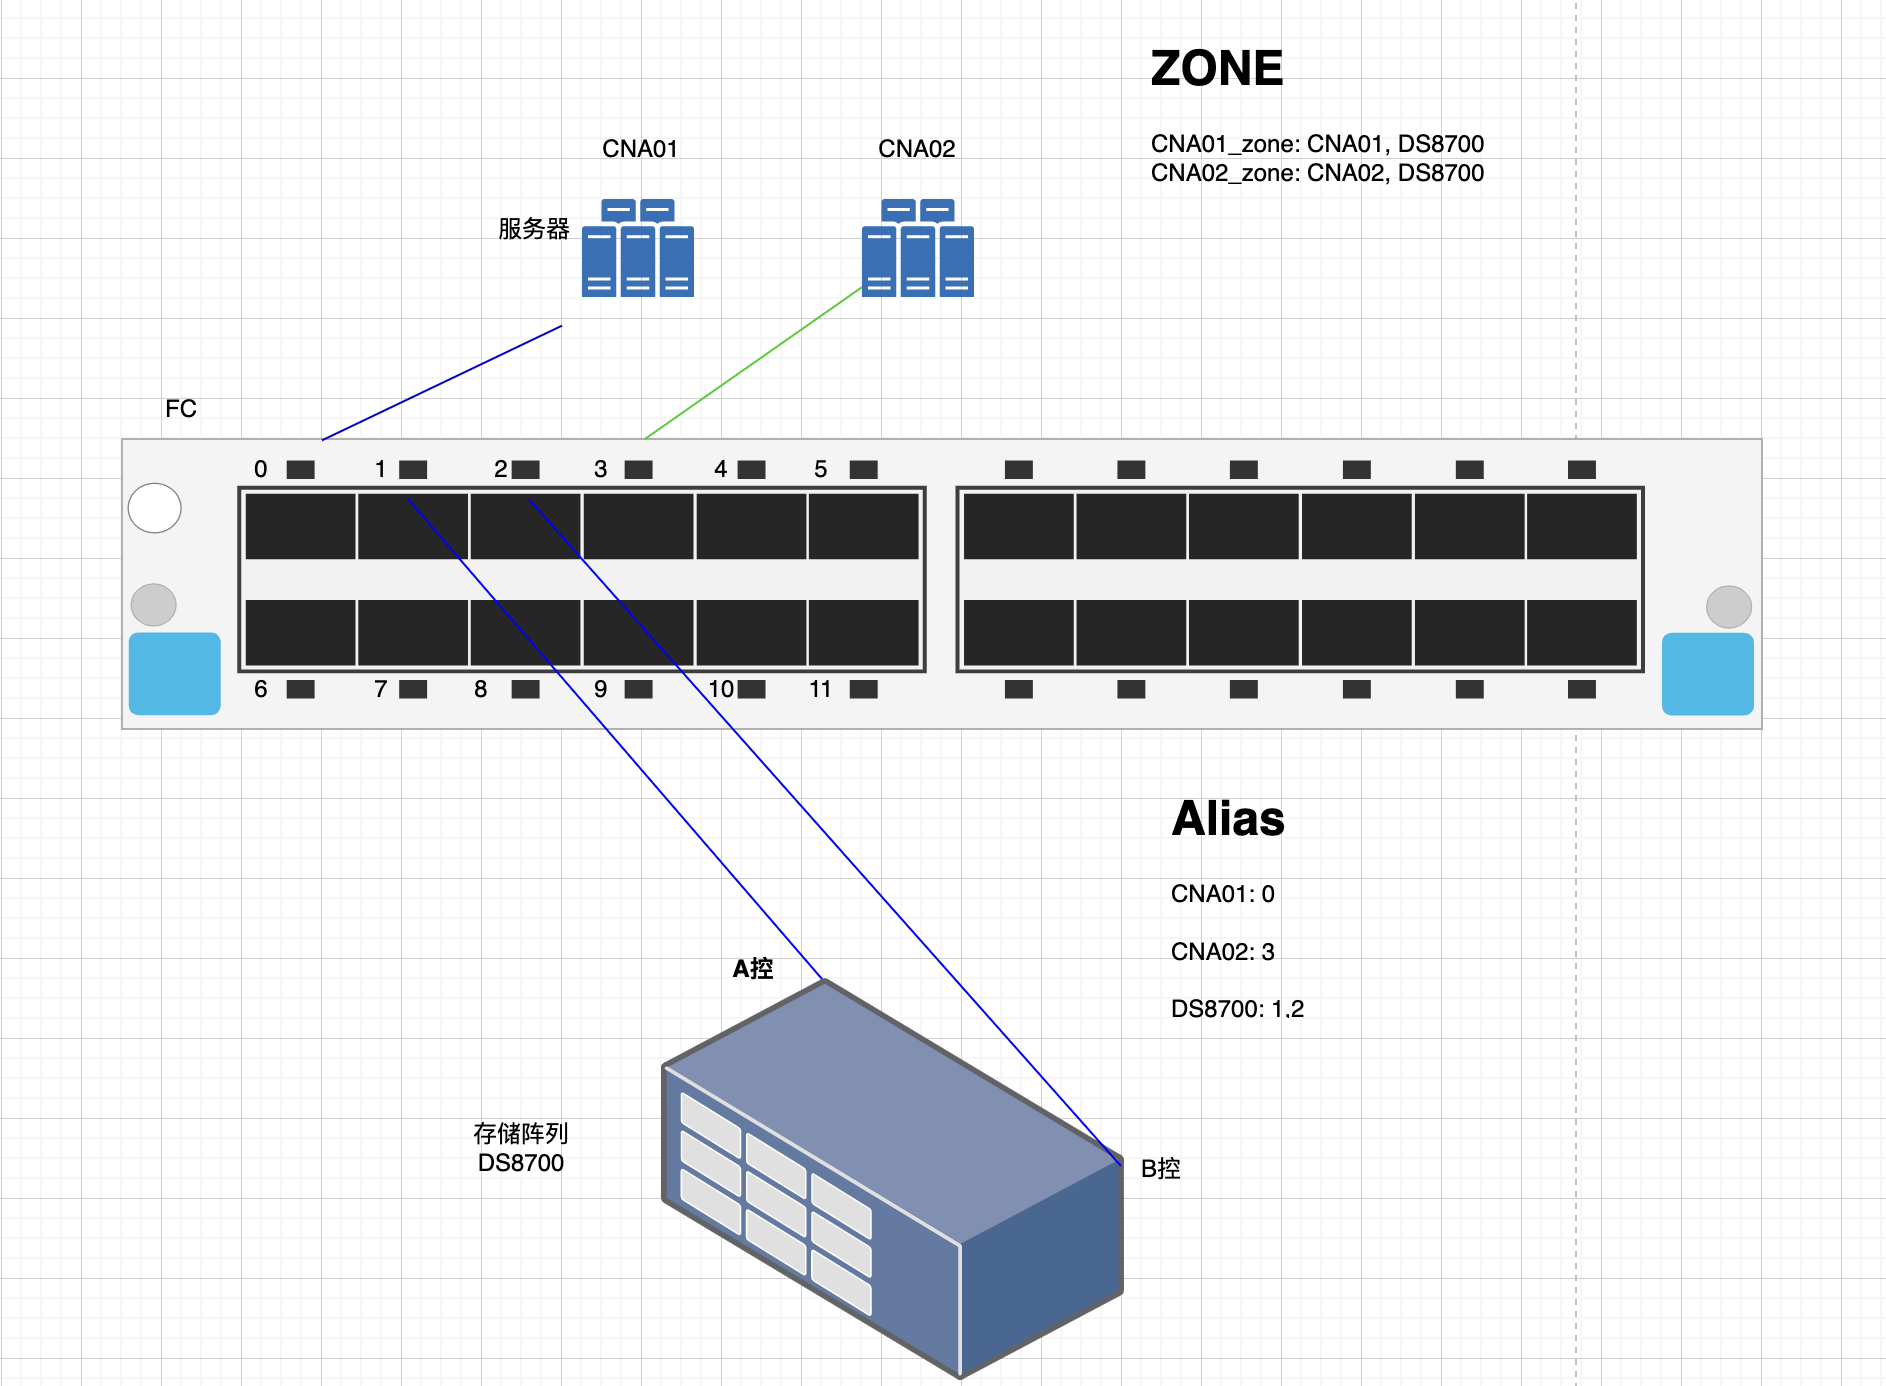 ZONE
CNA01_zone: CNA01, DS8700
CNA02_zone: CNA02, DS8700
CNA01
CNA02
服务器
FC
0
1
2
3
4
5
6
7
8
9
10
11
Alias
CNA01: 0
CNA02: 3
DS8700: 1,2
A控
存储阵列
DS8700
B控